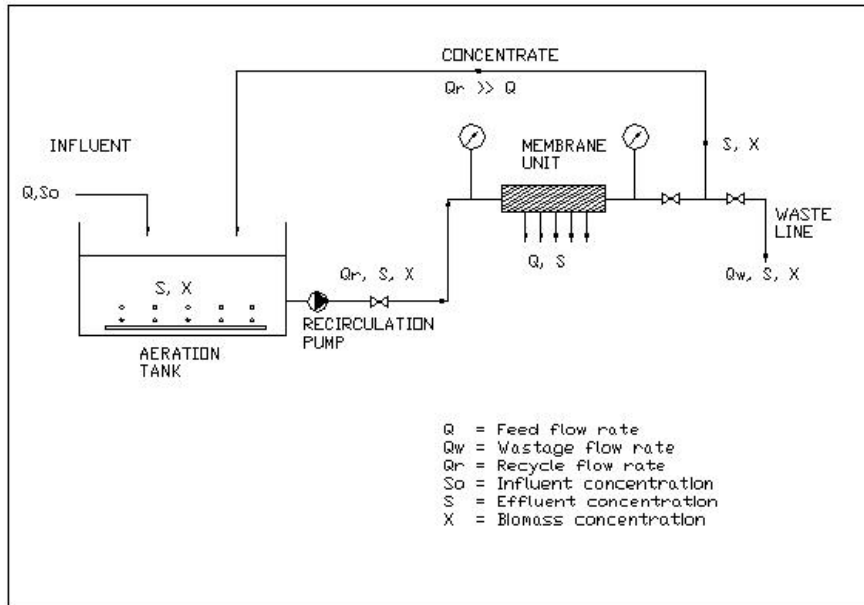 CONCENTRATE
Qr >> Q
INFLUENT
MEMBRANE
UNIT
S, X
Q,So
WASTE
LINE
Q, S
Qr, S, X
Qw, S, X
S, X
RECIRCULATION
PUMP
AERATION
TANK
Q = Feed flow rate
Qw = Wastage flow rate
Qr = Recycle flow rate
So = Influent concentration
S = Effluent concentration
X = Biomass concentration